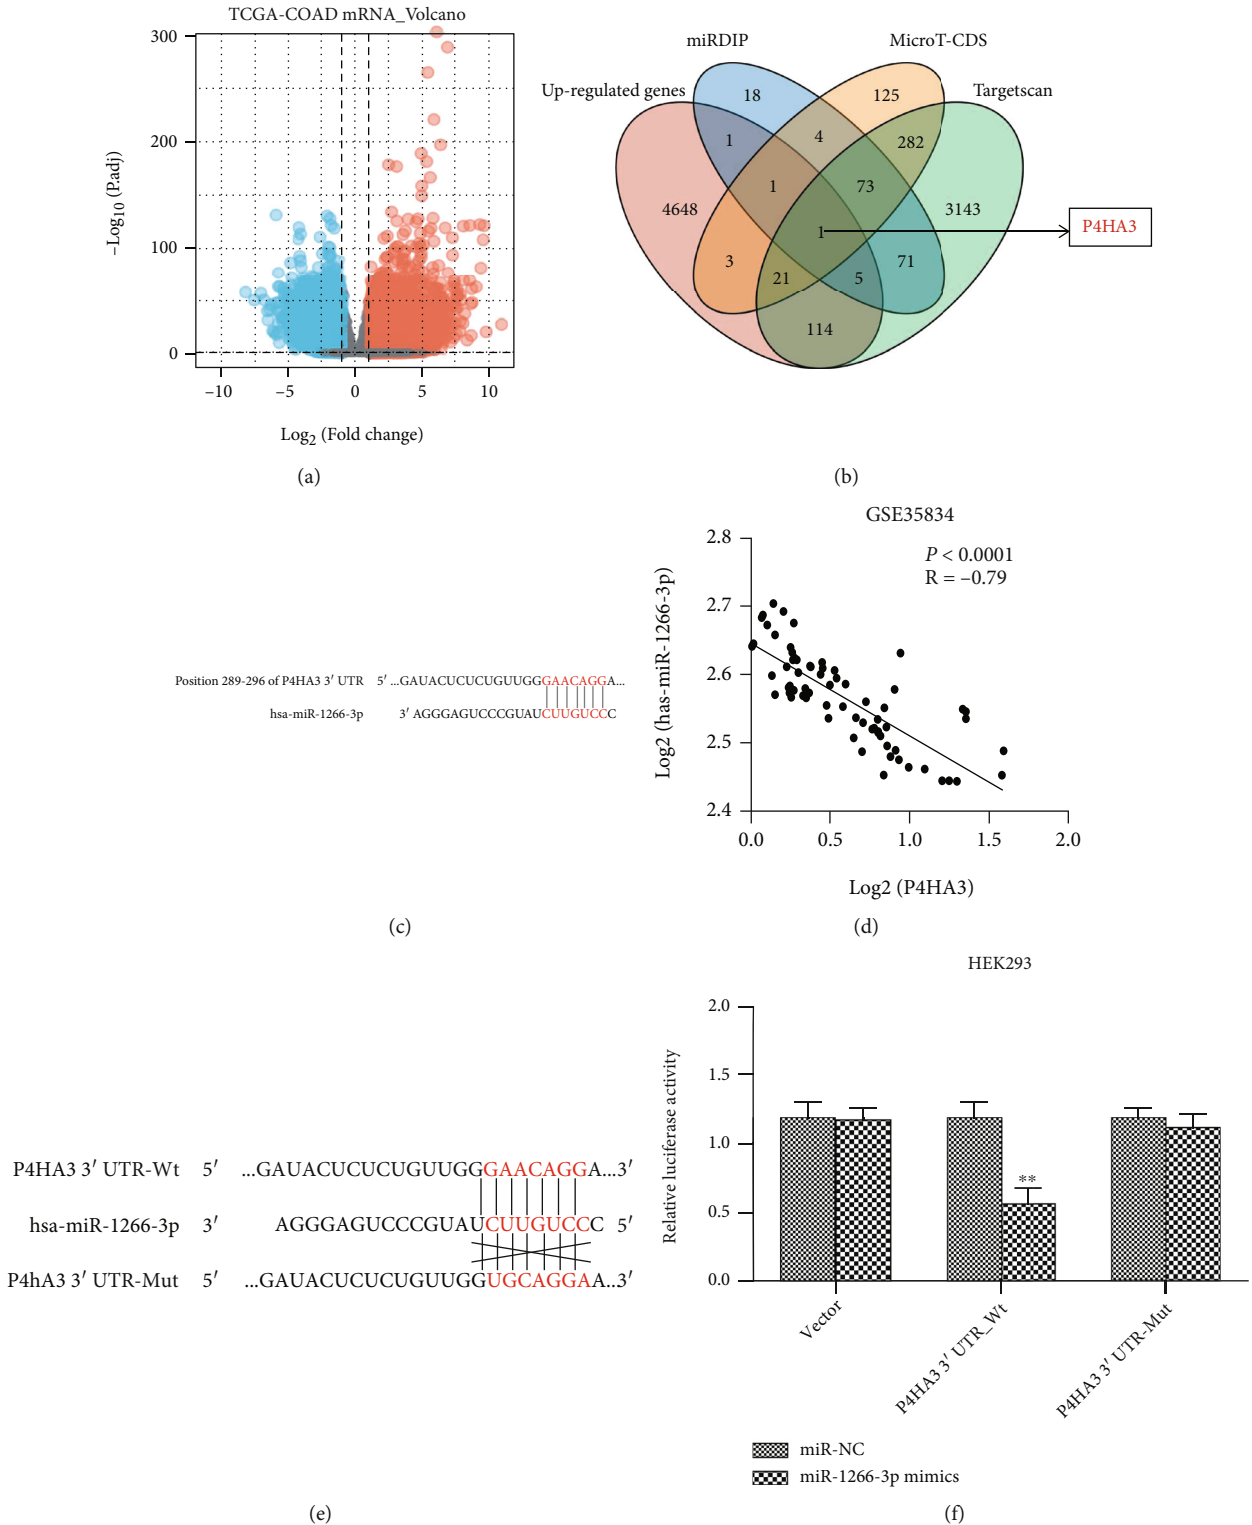 TCGA-COAD mRNA_Volcano
300
200
100
0
−Log10 (P.adj)
−10 −5 0 5 10
Log2 (Fold change)
(a)
miRDIP MicroT-CDS
Up-regulated genes Targetscan
18 125
1 4 282
1 73
4648 3143
1 P4HA3
3 71
21 5
114
(b)
Position 289-296 of P4HA3 3′ UTR 5′ ...GAUACUCUCUGUUGGGAACAGGA...
hsa-miR-1266-3p 3′ AGGGAGUCCCGUAUCUUGUCCC
(c)
GSE35834
P < 0.0001
R = −0.79
2.8
2.7
2.6
2.5
2.4
Log2 (has-miR-1266-3p)
0.0 0.5 1.0 1.5 2.0
Log2 (P4HA3)
(d)
P4HA3 3′ UTR-Wt 5′ ...GAUACUCUCUGUUGGGAACAGGA...3′
hsa-miR-1266-3p 3′ AGGGAGUCCCGUAUCUUGUCCC 5′
P4hA3 3′ UTR-Mut 5′ ...GAUACUCUCUGUUGGUGCAGGAA...3′
(e)
HEK293
2.0
1.5
1.0
0.5
0.0
Relative luciferase activity
**
Vector
P4HA3 3′ UTR_Wt
P4HA3 3′ UTR-Mut
miR-NC
miR-1266-3p mimics
(f)